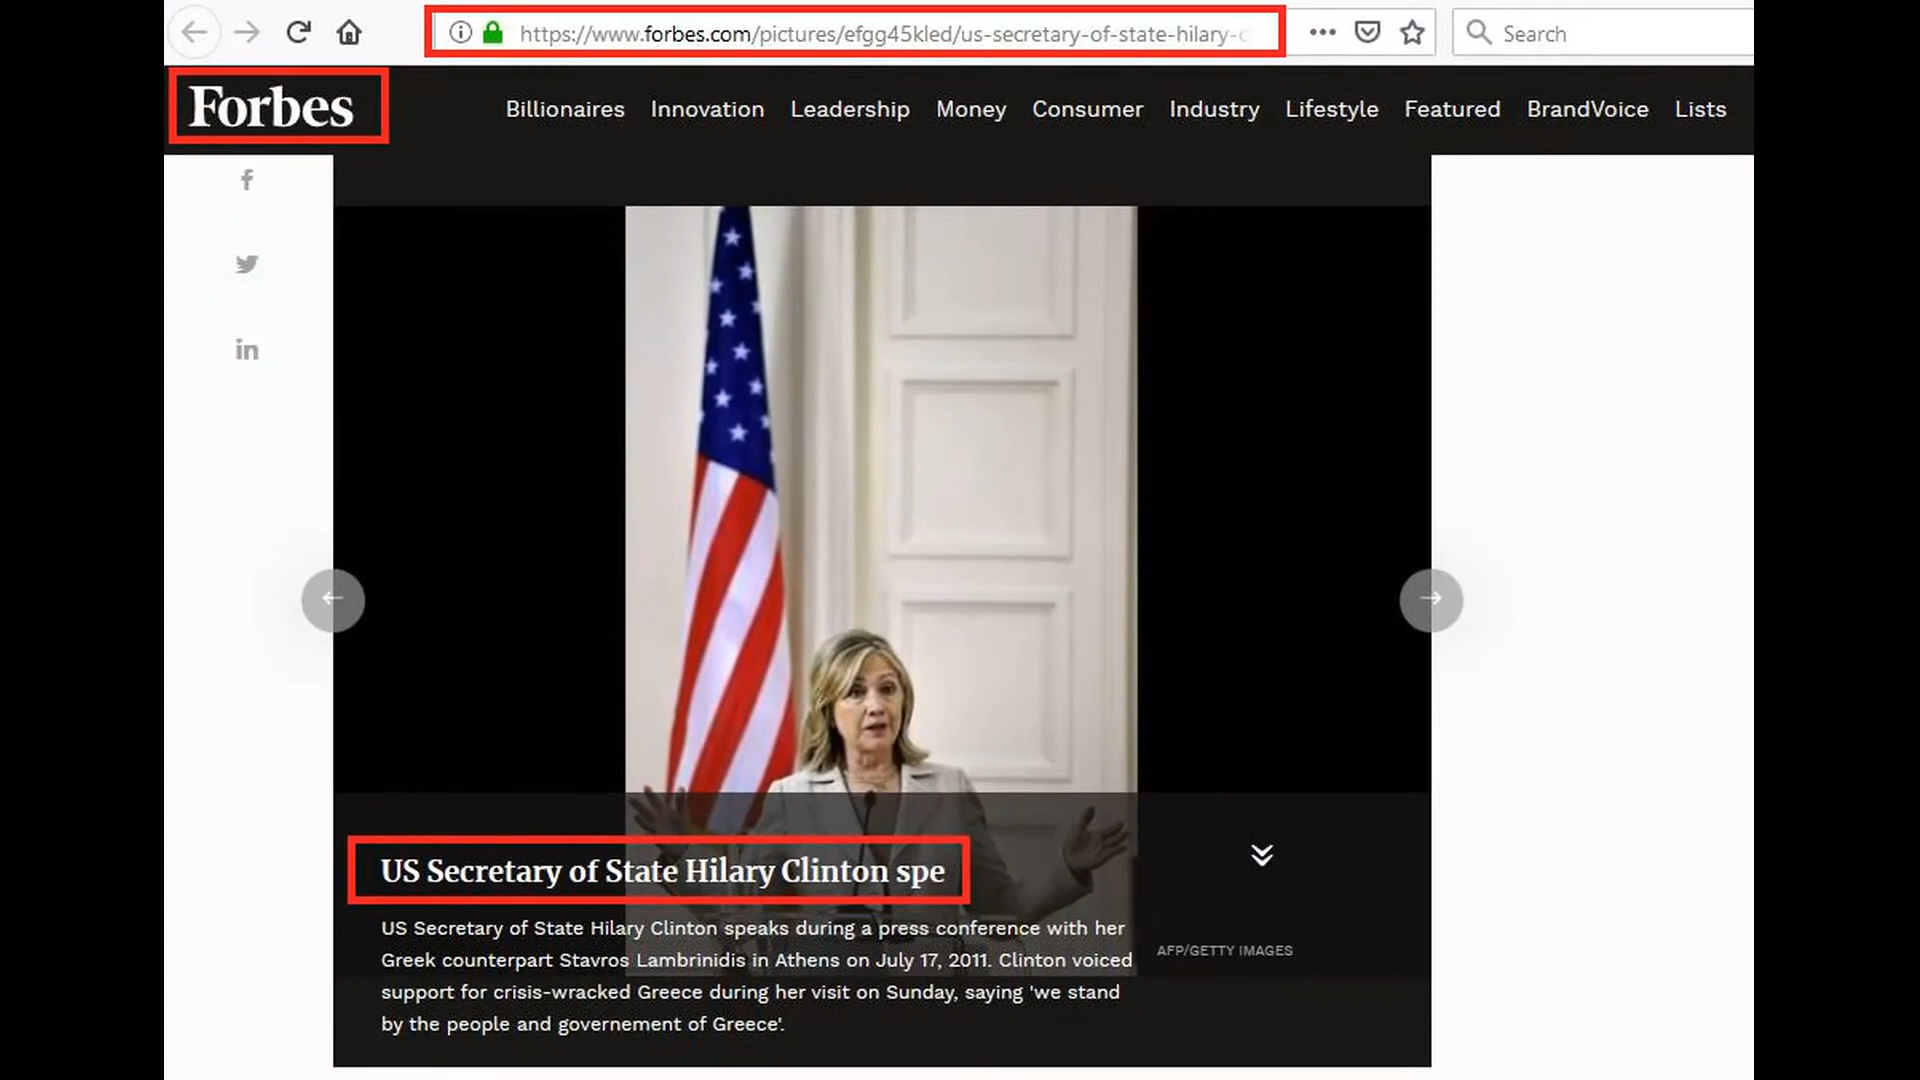 https://www.forbes.com/pictures/efgg45kled/us-secretary-of-state-hilary-
Search
Forbes
Billionaires Innovation Leadership Money Consumer Industry Lifestyle Featured BrandVoice Lists
US Secretary of State Hilary Clinton spe
US Secretary of State Hilary Clinton speaks during a press conference with her
Greek counterpart Stavros Lambrinidis in Athens on July 17, 2011. Clinton voiced
support for crisis-wracked Greece during her visit on Sunday, saying 'we stand
by the people and governement of Greece'.
AFP/GETTY IMAGES